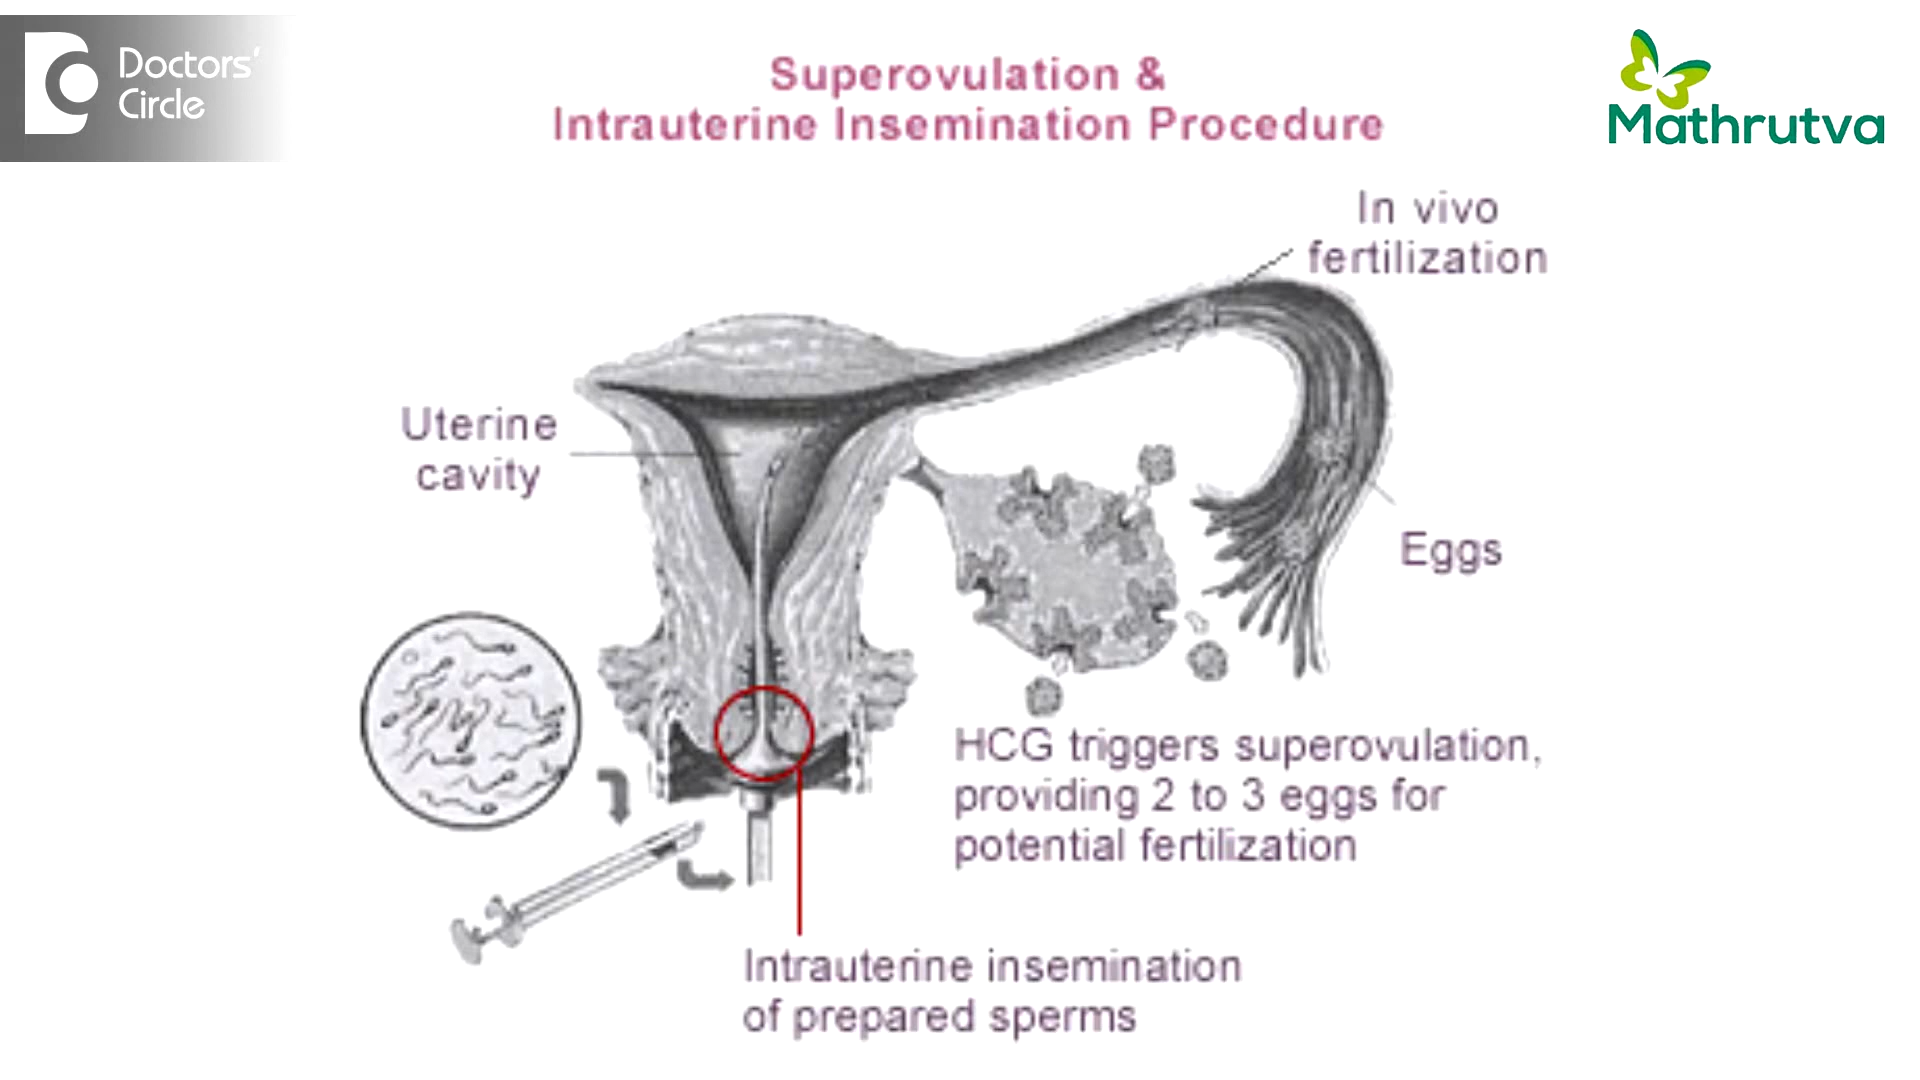 Doctors'
Circle
Superovulation &
Intrauterine Insemination Procedure
Mathrutva
In vivo
fertilization
Uterine
cavity
Eggs
HCG triggers superovulation,
providing 2 to 3 eggs for
potential fertilization
Intrauterine insemination
of prepared sperms